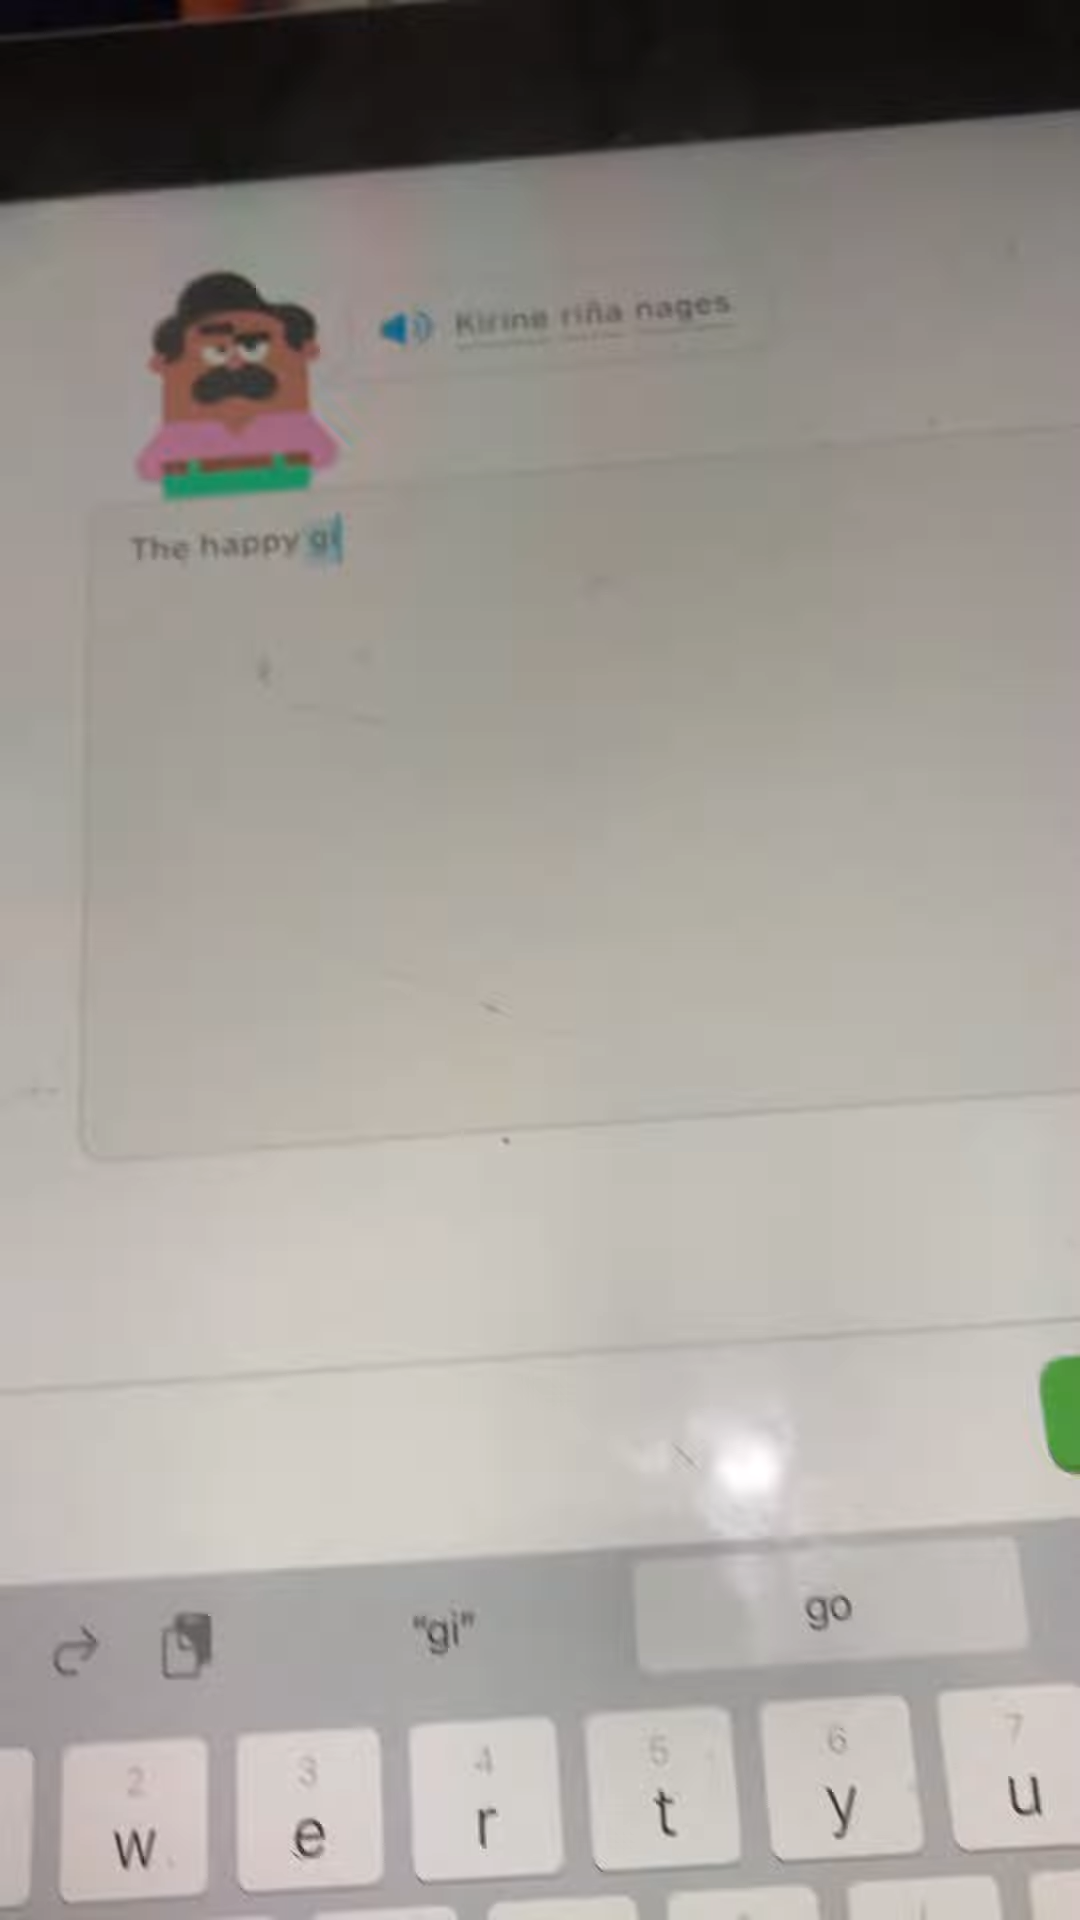 Kirine riña nages
The happy gi
"gi" go
2 3 4 5 6 7
w e r t y u